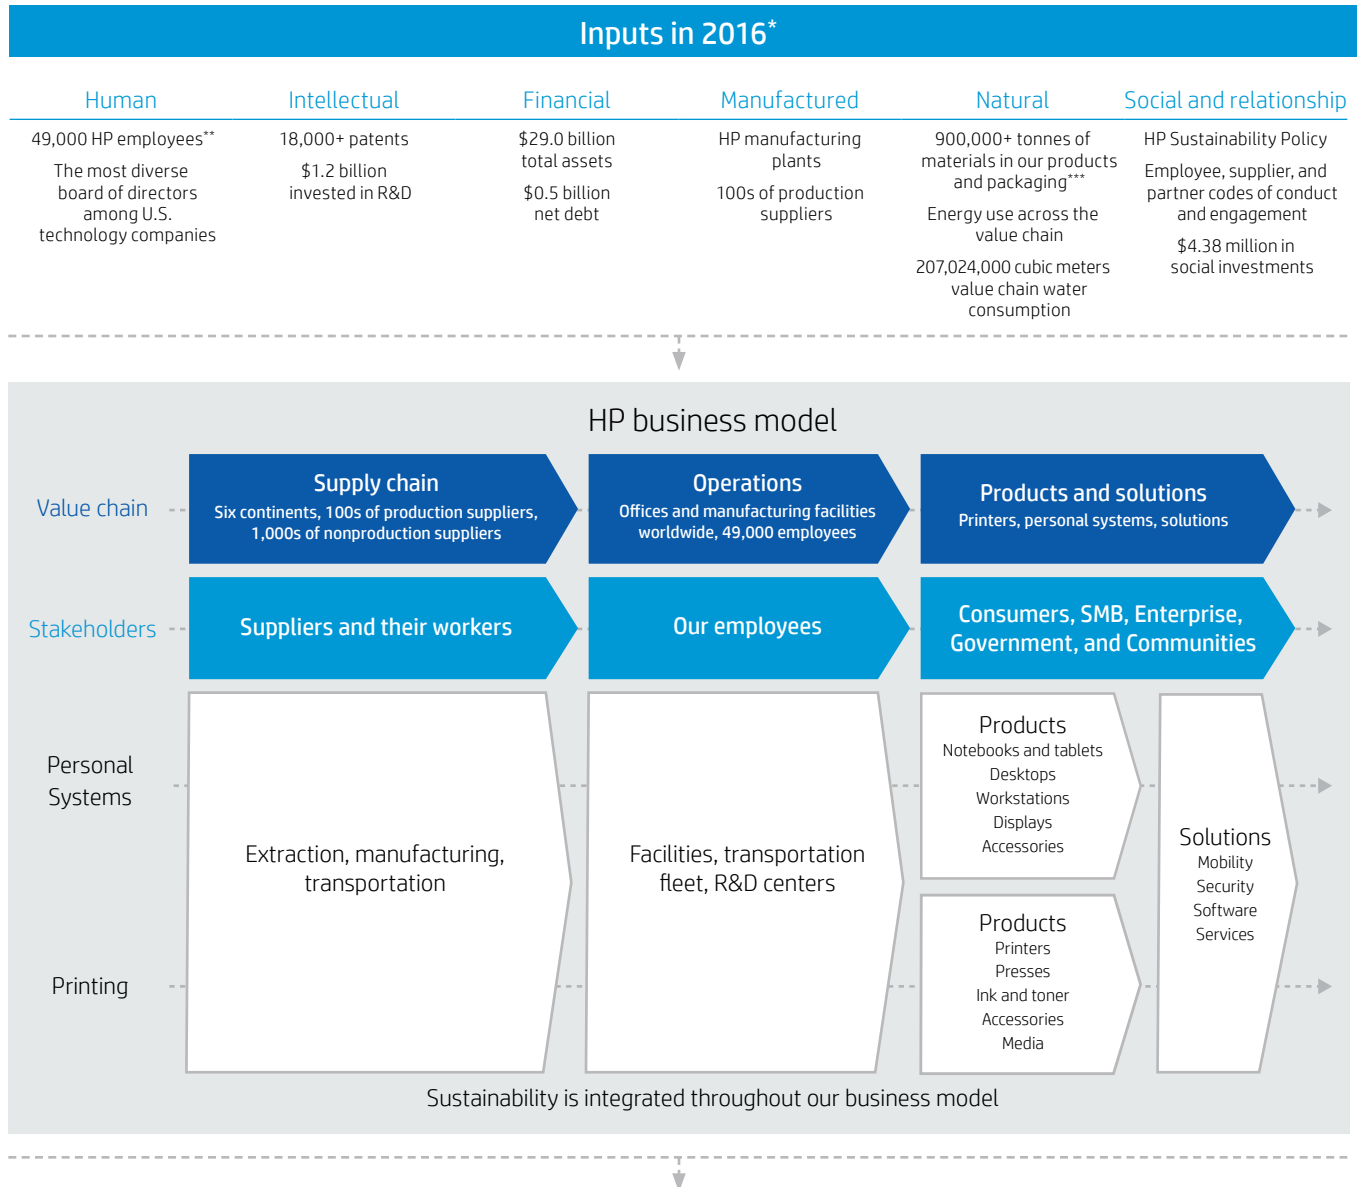 Inputs in 2016*
Human
49,000 HP employees**
The most diverse
board of directors
among U.S.
technology companies
Intellectual
18,000+ patents
$1.2 billion
invested in R&D
Financial
$29.0 billion
total assets
$0.5 billion
net debt
Manufactured
HP manufacturing
plants
100s of production
suppliers
Natural
900,000+ tonnes of
materials in our products
and packaging***
Energy use across the
value chain
207,024,000 cubic meters
value chain water
consumption
Social and relationship
HP Sustainability Policy
Employee, supplier, and
partner codes of conduct
and engagement
$4.38 million in
social investments
HP business model
Value chain
Supply chain
Six continents, 100s of production suppliers,
1,000s of nonproduction suppliers
Operations
Offices and manufacturing facilities
worldwide, 49,000 employees
Products and solutions
Printers, personal systems, solutions
Stakeholders
Suppliers and their workers
Our employees
Consumers, SMB, Enterprise,
Government, and Communities
Personal
Systems
Printing
Extraction, manufacturing,
transportation
Facilities, transportation
fleet, R&D centers
Products
Notebooks and tablets
Desktops
Workstations
Displays
Accessories
Products
Printers
Presses
Ink and toner
Accessories
Media
Solutions
Mobility
Security
Software
Services
Sustainability is integrated throughout our business model